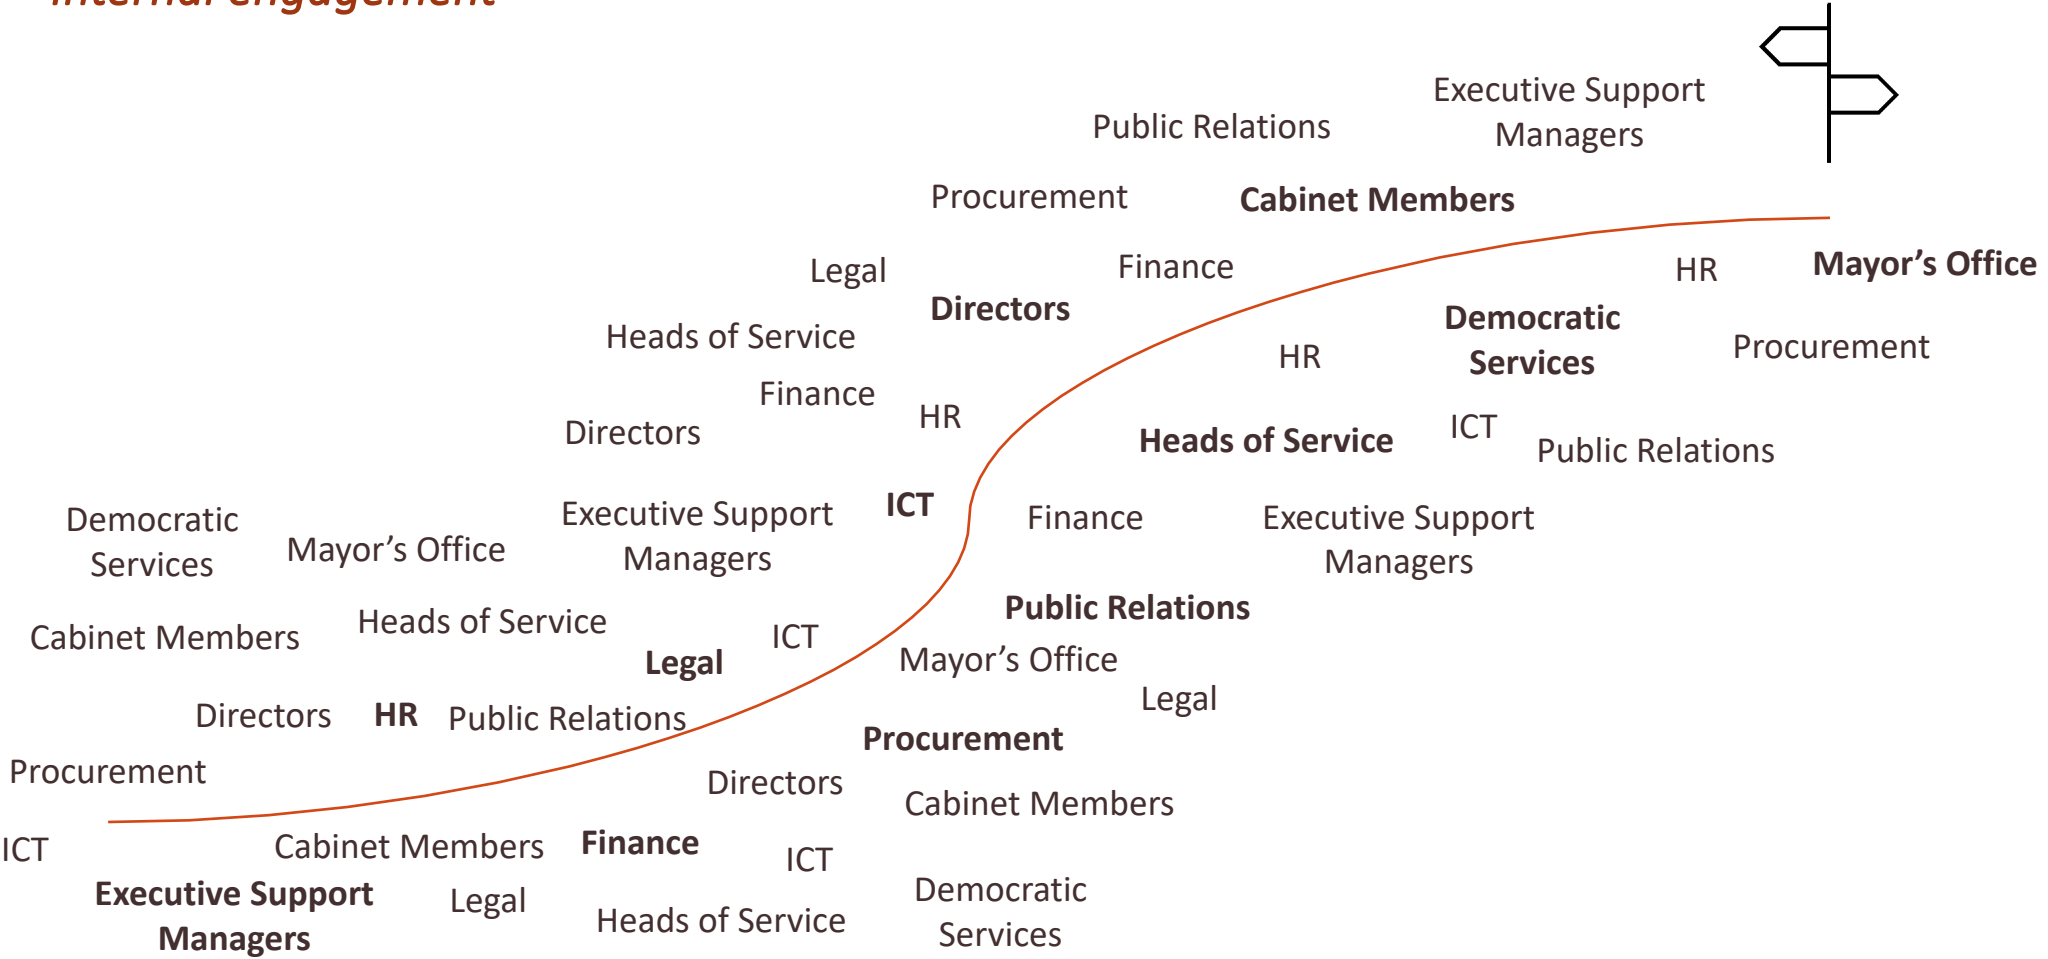 internal engagement
Executive Support
Managers
Public Relations
Procurement
Cabinet Members
Legal
Finance
HR
Mayor’s Office
Directors
Democratic
Services
Heads of Service
HR
Procurement
Finance
HR
Directors
Heads of Service
ICT
Public Relations
Democratic
Services
Mayor’s Office
Executive Support
Managers
ICT
Finance
Executive Support
Managers
Cabinet Members
Heads of Service
Legal
ICT
Public Relations
Mayor’s Office
Legal
Directors
HR
Public Relations
Procurement
Procurement
Directors
Cabinet Members
ICT
Cabinet Members
Finance
ICT
Executive Support
Managers
Legal
Heads of Service
Democratic
Services